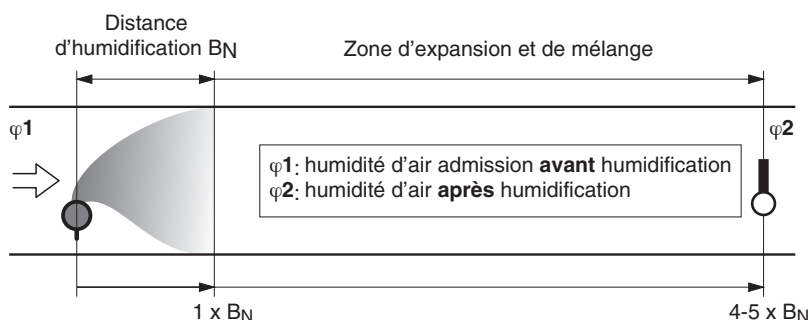 Distance
d'humidification BN
Zone d'expansion et de mélange
φ1
φ2
φ1: humidité d'air admission avant humidification
φ2: humidité d'air après humidification
1 x BN
4-5 x BN